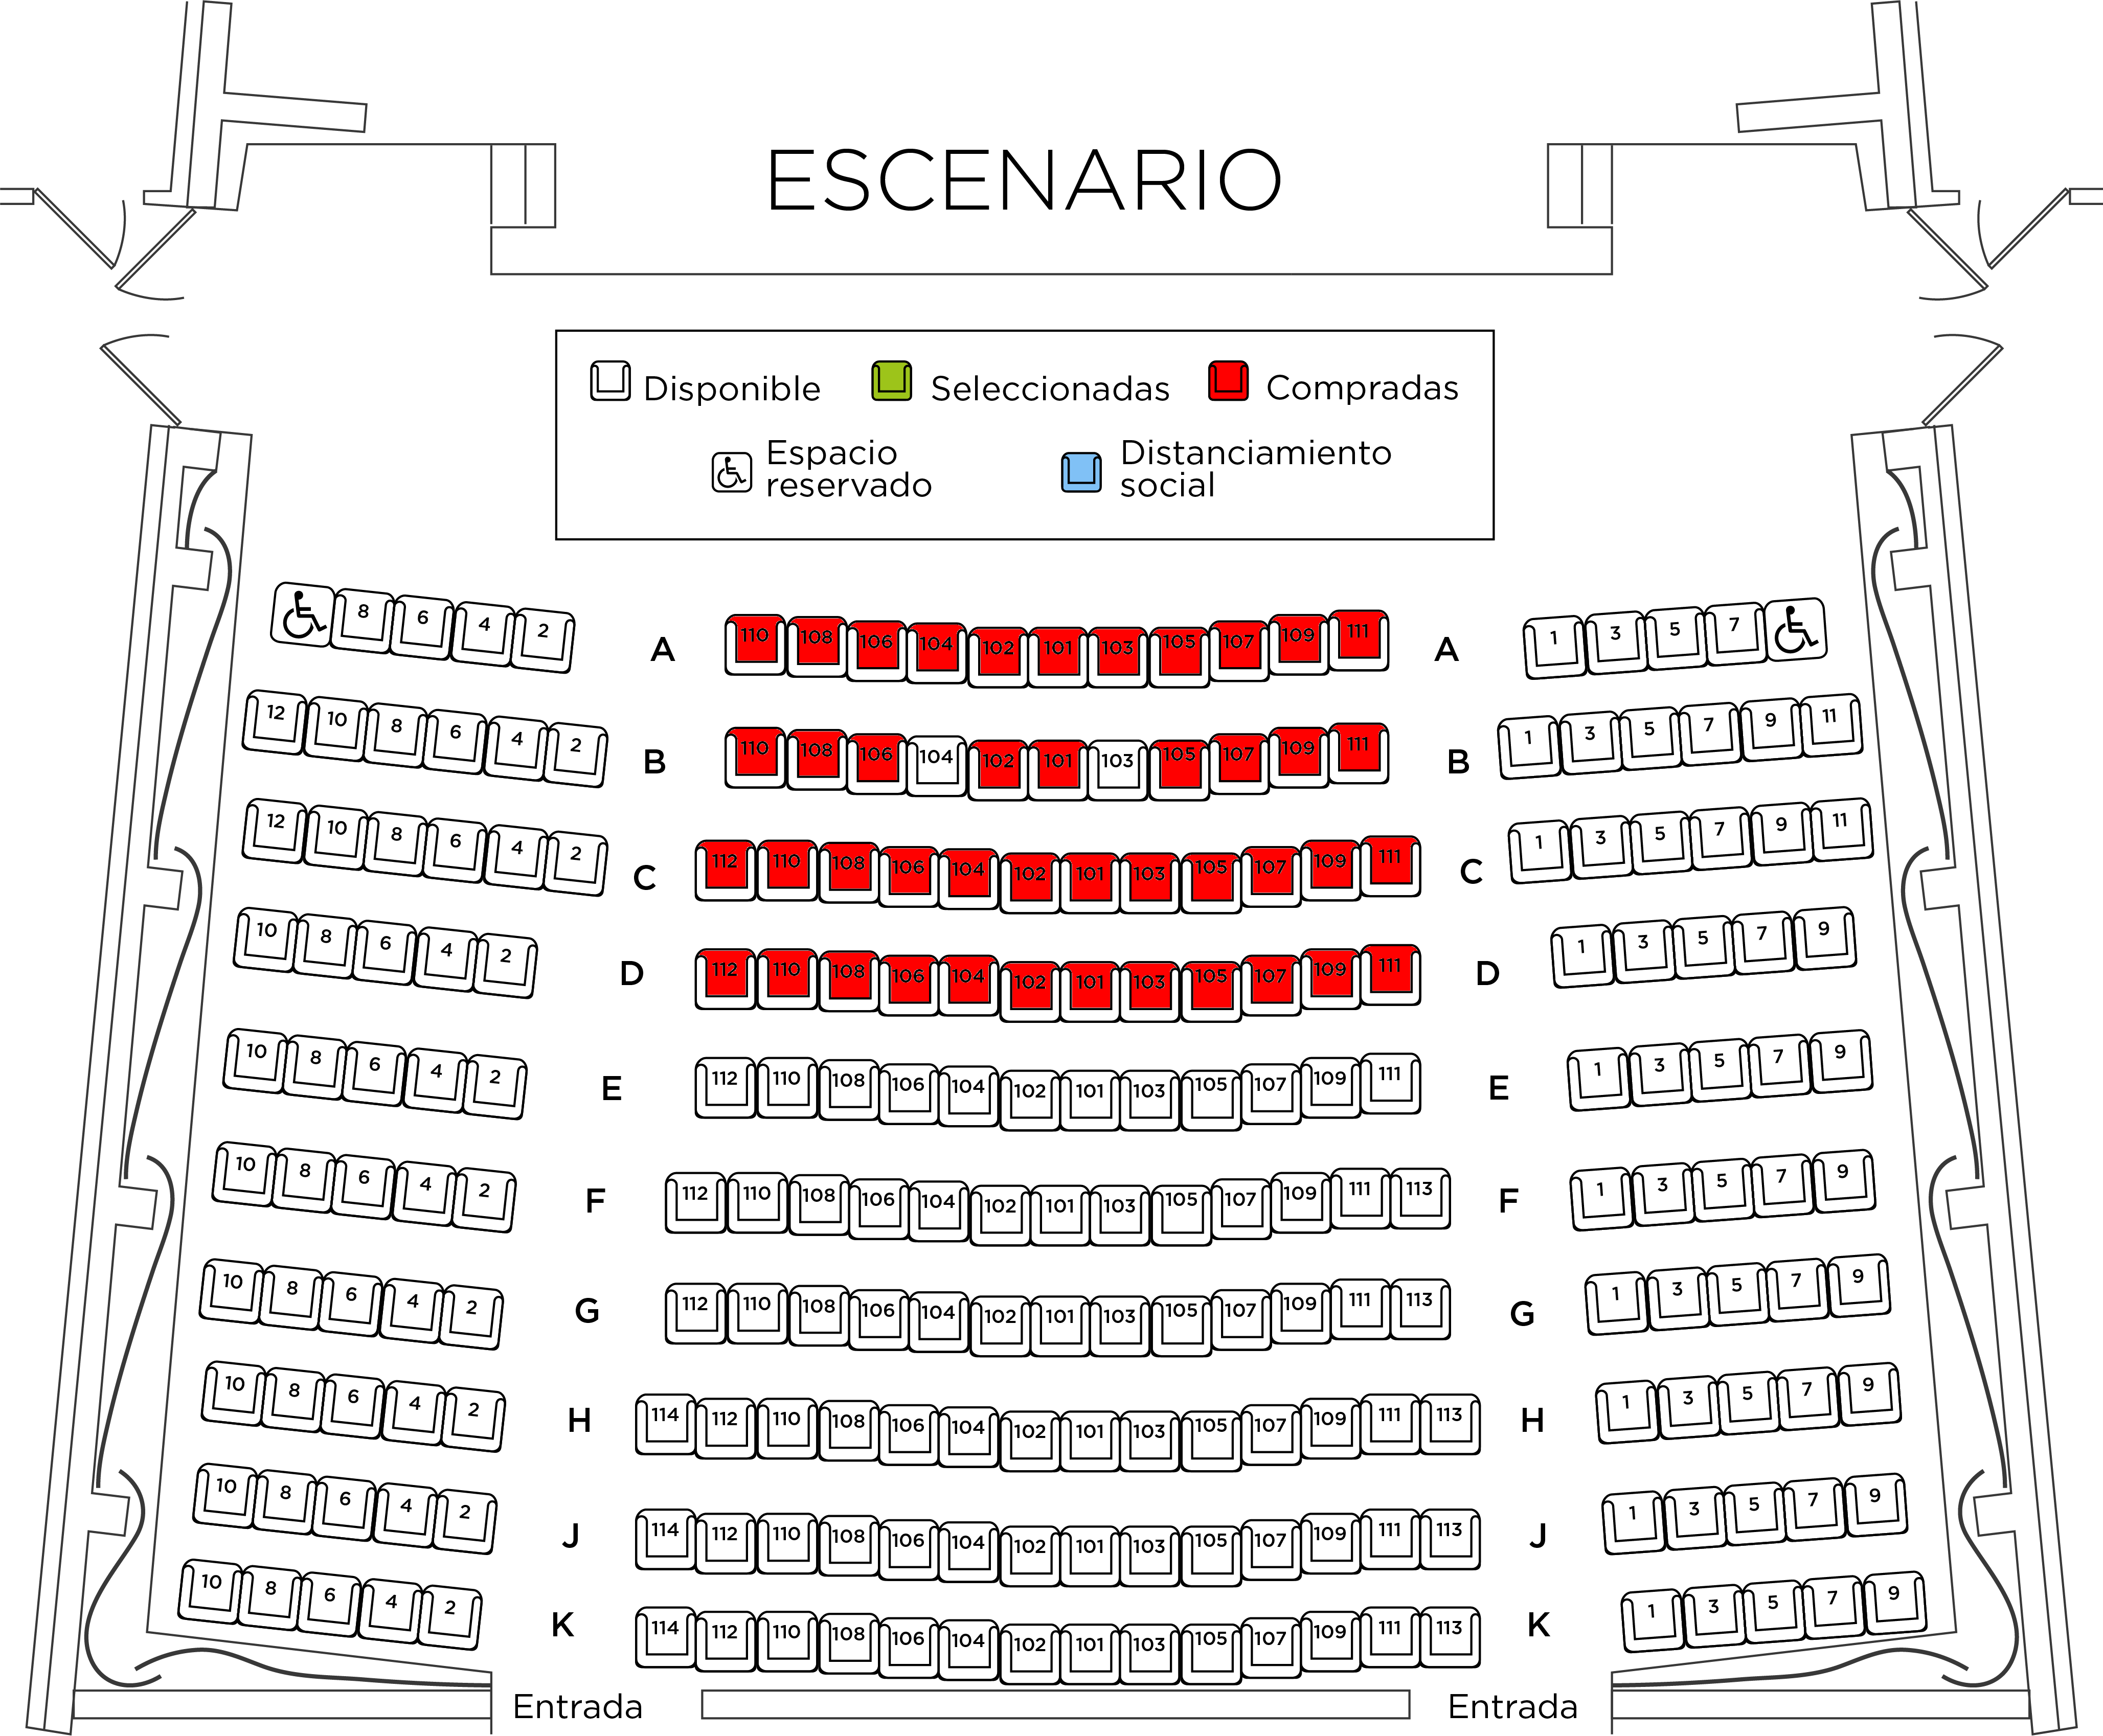 ESCENARIO
Disponible Seleccionadas Compradas
Espacio reservado Distanciamiento social
8 6 4 2 A 110 108 106 104 102 101 103 105 107 109 111 A 1 3 5 7
12 10 8 6 4 2 B 110 108 106 104 102 101 103 105 107 109 111 B 1 3 5 7 9 11
12 10 8 6 4 2 C 112 110 108 106 104 102 101 103 105 107 109 111 C 1 3 5 7 9 11
10 8 6 4 2 D 112 110 108 106 104 102 101 103 105 107 109 111 D 1 3 5 7 9
10 8 6 4 2 E 112 110 108 106 104 102 101 103 105 107 109 111 E 1 3 5 7 9
10 8 6 4 2 F 112 110 108 106 104 102 101 103 105 107 109 111 113 F 1 3 5 7 9
10 8 6 4 2 G 112 110 108 106 104 102 101 103 105 107 109 111 113 G 1 3 5 7 9
10 8 6 4 2 H 114 112 110 108 106 104 102 101 103 105 107 109 111 113 H 1 3 5 7 9
10 8 6 4 2 J 114 112 110 108 106 104 102 101 103 105 107 109 111 113 J 1 3 5 7 9
10 8 6 4 2 K 114 112 110 108 106 104 102 101 103 105 107 109 111 113 K 1 3 5 7 9
Entrada Entrada